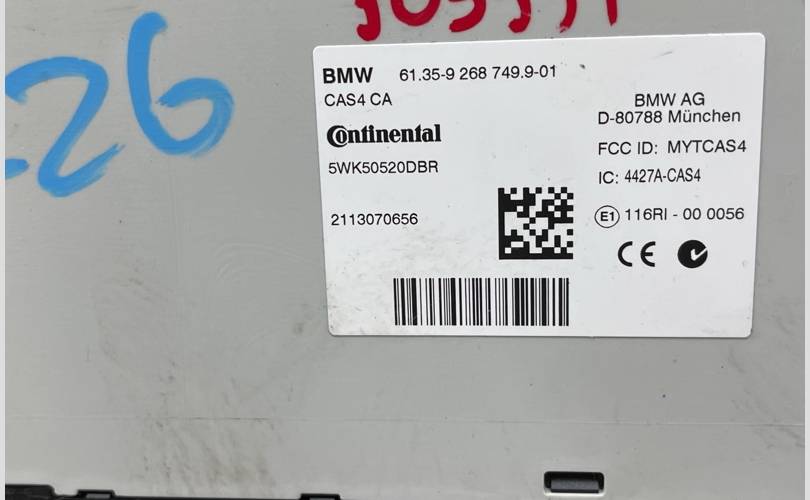 26
BMW 61.35-9 268 749.9-01
CAS4 CA
Continental
5WK50520DBR
2113070656
BMW AG
D-80788 München
FCC ID: MYTCAS4
IC: 4427A-CAS4
E1 116RI - 00 0056
CE